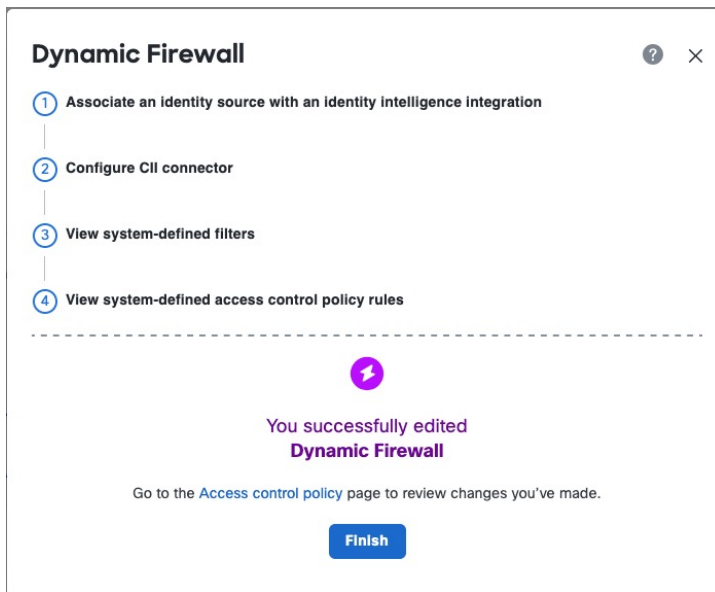 Dynamic Firewall
?
1 Associate an identity source with an identity intelligence integration
2 Configure CII connector
3 View system-defined filters
4 View system-defined access control policy rules
You successfully edited
Dynamic Firewall
Go to the Access control policy page to review changes you've made.
Finish